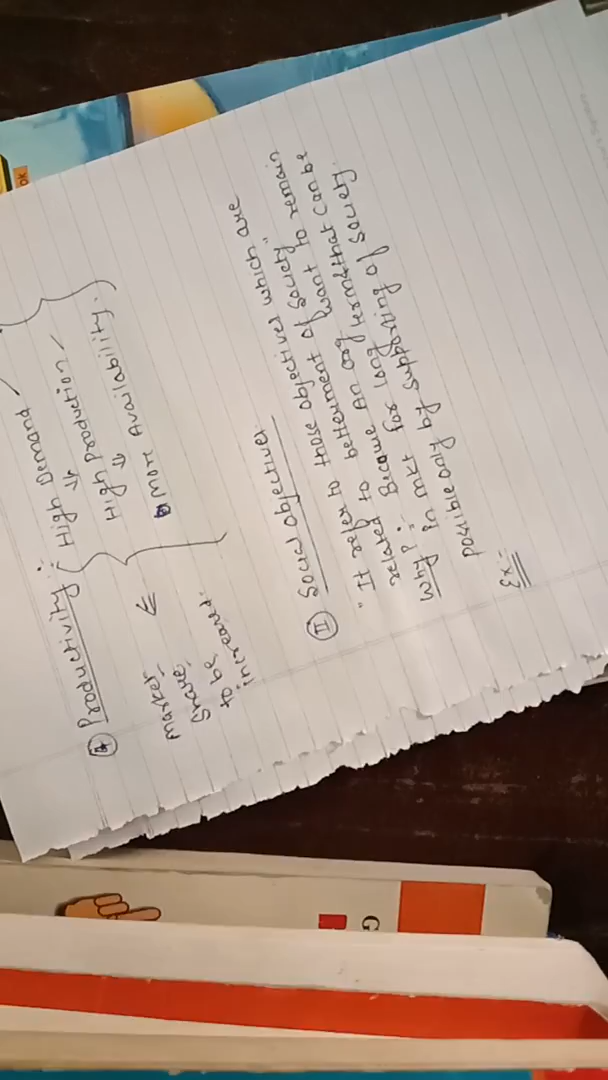 ④ Productivity :- High Demand
⇓
High Production
⇓
More Availability.
Market
Share
to be
increased.
⇐
II Social objectives
"It refer to those objectives which are
related to betterment of society"
Why? :- Because an org want to remain
in mkt for long terms that can be
possible only by supporting of society.
Ex:-
OK
G